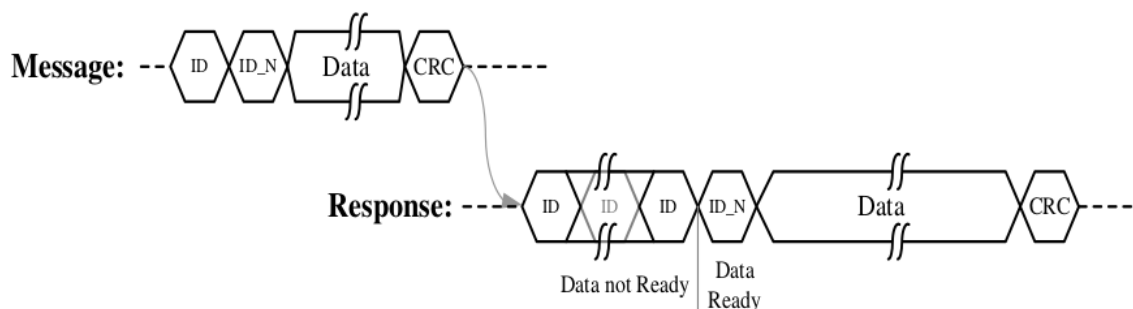 Message: ID ID_N Data CRC
Response: ID ID ID ID_N Data CRC
Data not Ready Data
Ready